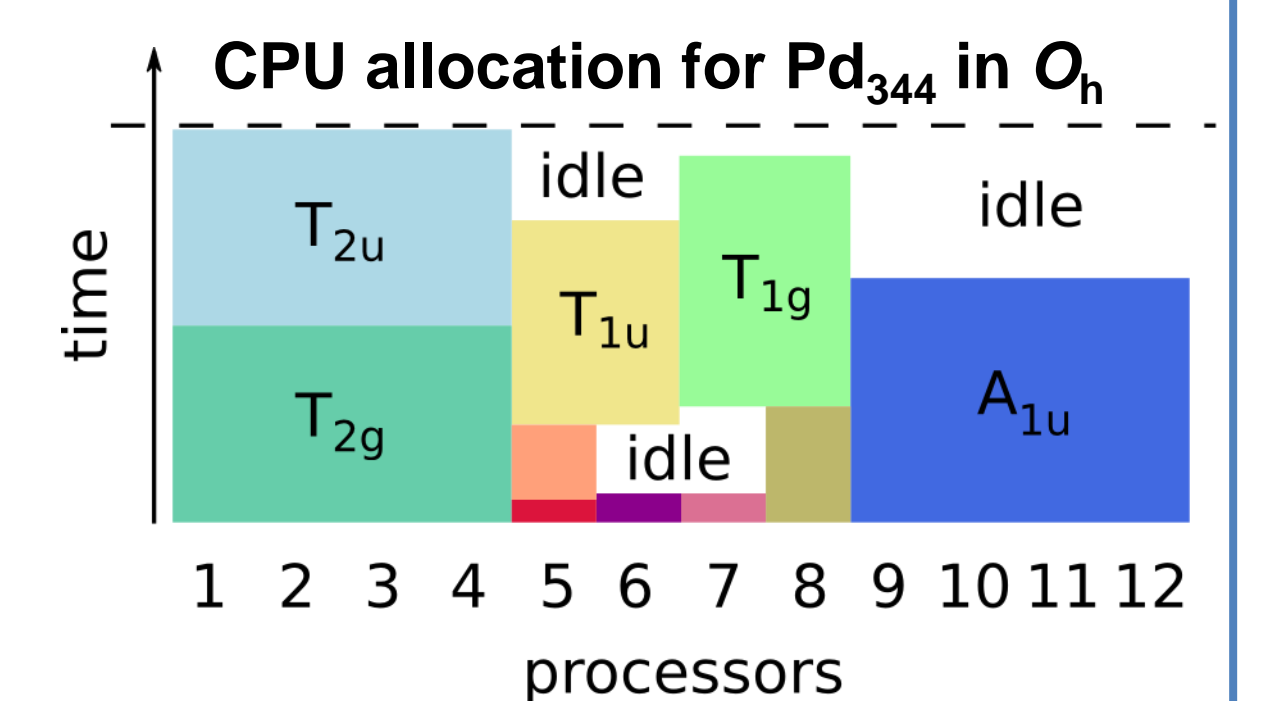 CPU allocation for Pd₃₄₄ in Oₕ
idle
T₂ᵤ
idle
T₁g
T₁ᵤ
time
T₂g
A₁ᵤ
idle
1 2 3 4 5 6 7 8 9 10 11 12
processors